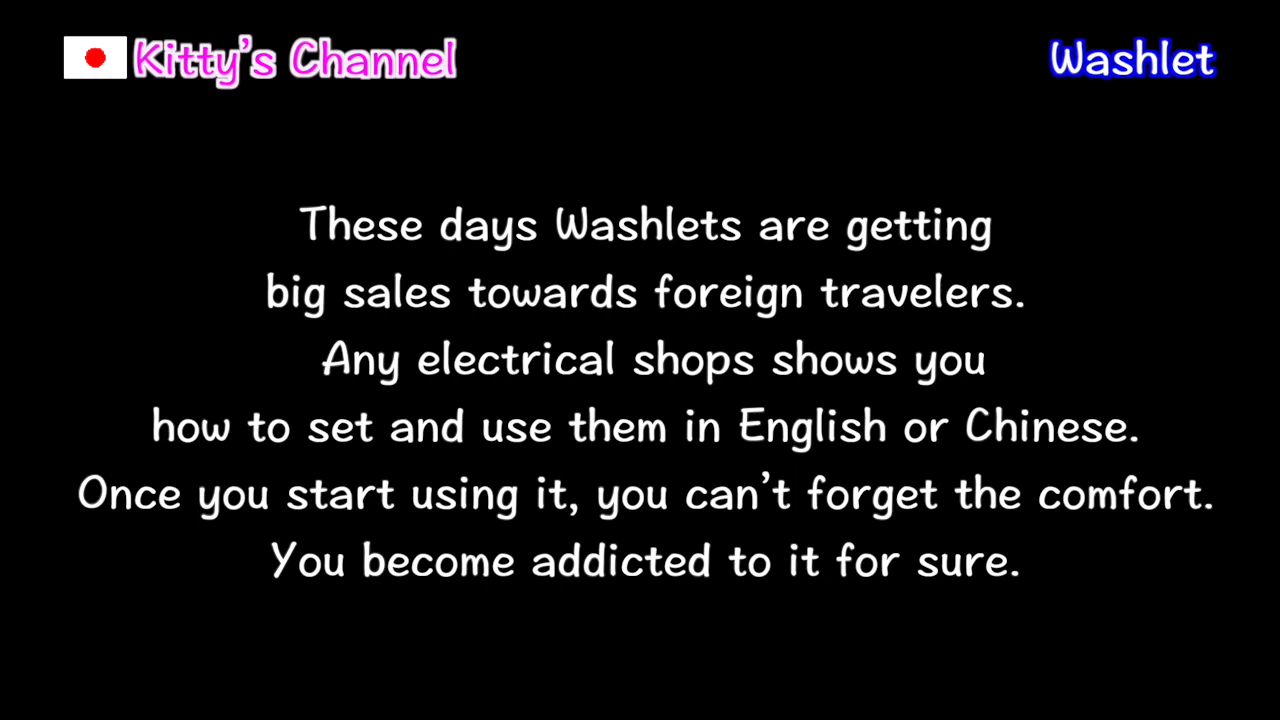 Kitty's Channel
Washlet
These days Washlets are getting
big sales towards foreign travelers.
Any electrical shops shows you
how to set and use them in English or Chinese.
Once you start using it, you can't forget the comfort.
You become addicted to it for sure.